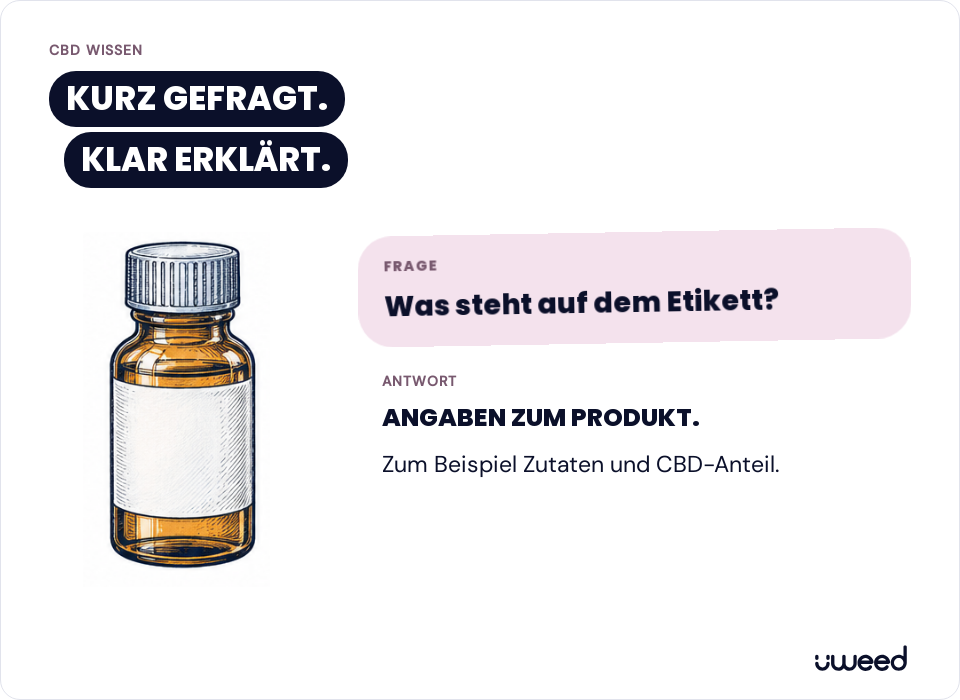 CBD WISSEN
KURZ GEFRAGT.
KLAR ERKLÄRT.
FRAGE
Was steht auf dem Etikett?
ANTWORT
ANGABEN ZUM PRODUKT.
Zum Beispiel Zutaten und CBD-Anteil.
üweed